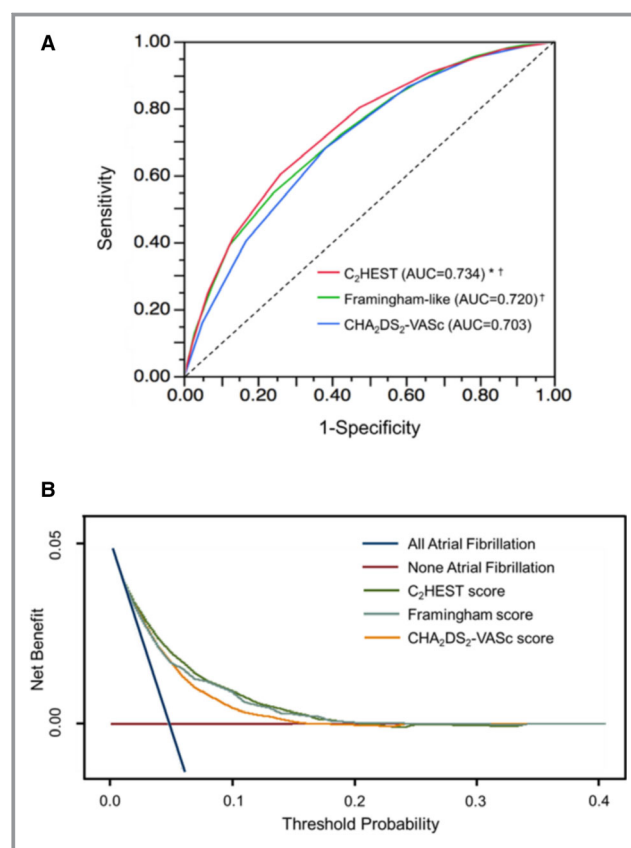 A
1.00
0.80
0.60
0.40
0.20
0.00
Sensitivity
C₂HEST (AUC=0.734) * †
Framingham-like (AUC=0.720)†
CHA₂DS₂-VASc (AUC=0.703)
0.00 0.20 0.40 0.60 0.80 1.00
1-Specificity
B
0.05
0.00
Net Benefit
All Atrial Fibrillation
None Atrial Fibrillation
C₂HEST score
Framingham score
CHA₂DS₂-VASc score
0.0 0.1 0.2 0.3 0.4
Threshold Probability